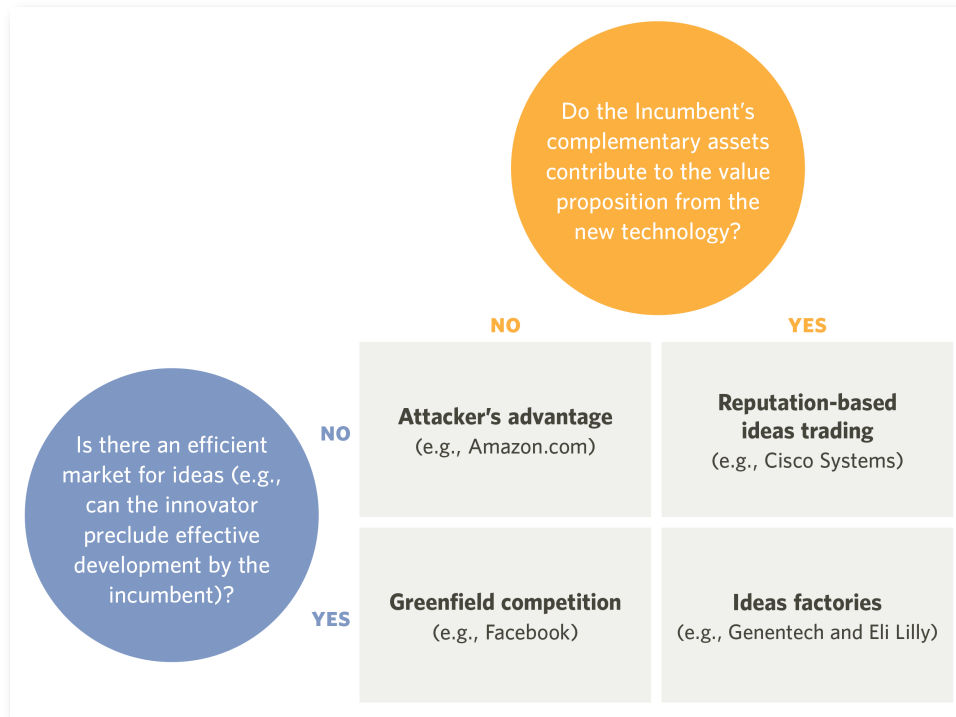 Do the Incumbent’s
complementary assets
contribute to the value
proposition from the
new technology?
NO
YES
Is there an efficient
market for ideas (e.g.,
can the innovator
preclude effective
development by the
incumbent)?
NO
Attacker’s advantage
(e.g., Amazon.com)
Reputation-based
ideas trading
(e.g., Cisco Systems)
YES
Greenfield competition
(e.g., Facebook)
Ideas factories
(e.g., Genentech and Eli Lilly)